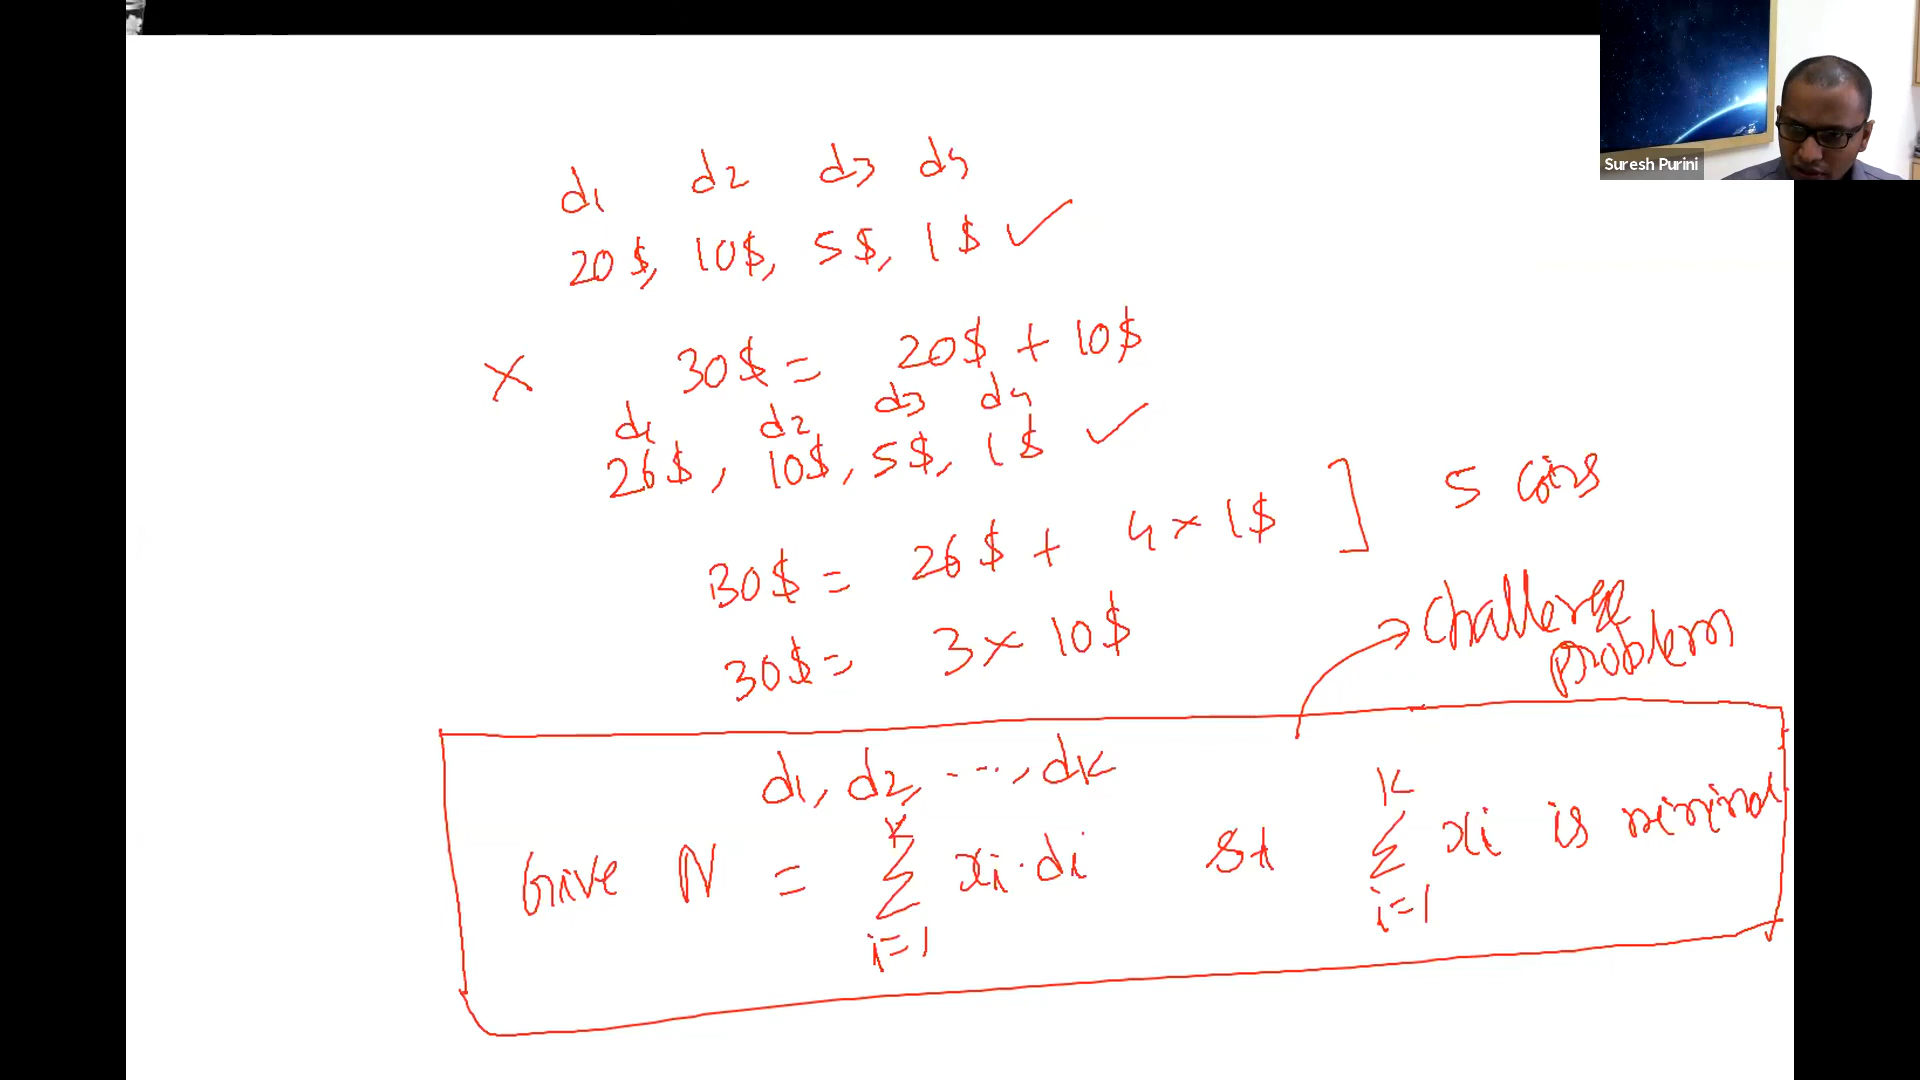 Suresh Purini
d1 d2 d3 d4
20$, 10$, 5$, 1$ ✓
× 30$ = 20$ + 10$
d1 d2 d3 d4
26$, 10$, 5$, 1$ ✓
30$ = 26$ + 4 × 1$ ] 5 coins
30$ = 3 × 10$
Challenge
problem
d1, d2, ..., dk
Give N = K Σ i=1 xi · di st K Σ i=1 xi is minimal